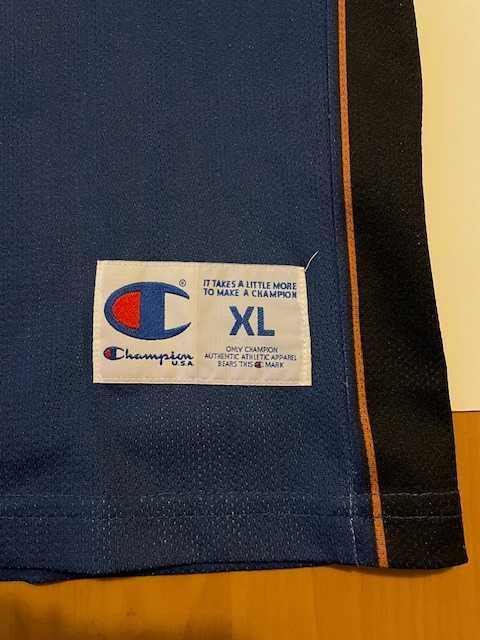 ®
Champion
U.S.A.
IT TAKES A LITTLE MORE
TO MAKE A CHAMPION
XL
ONLY CHAMPION
AUTHENTIC ATHLETIC APPAREL
BEARS THIS C MARK